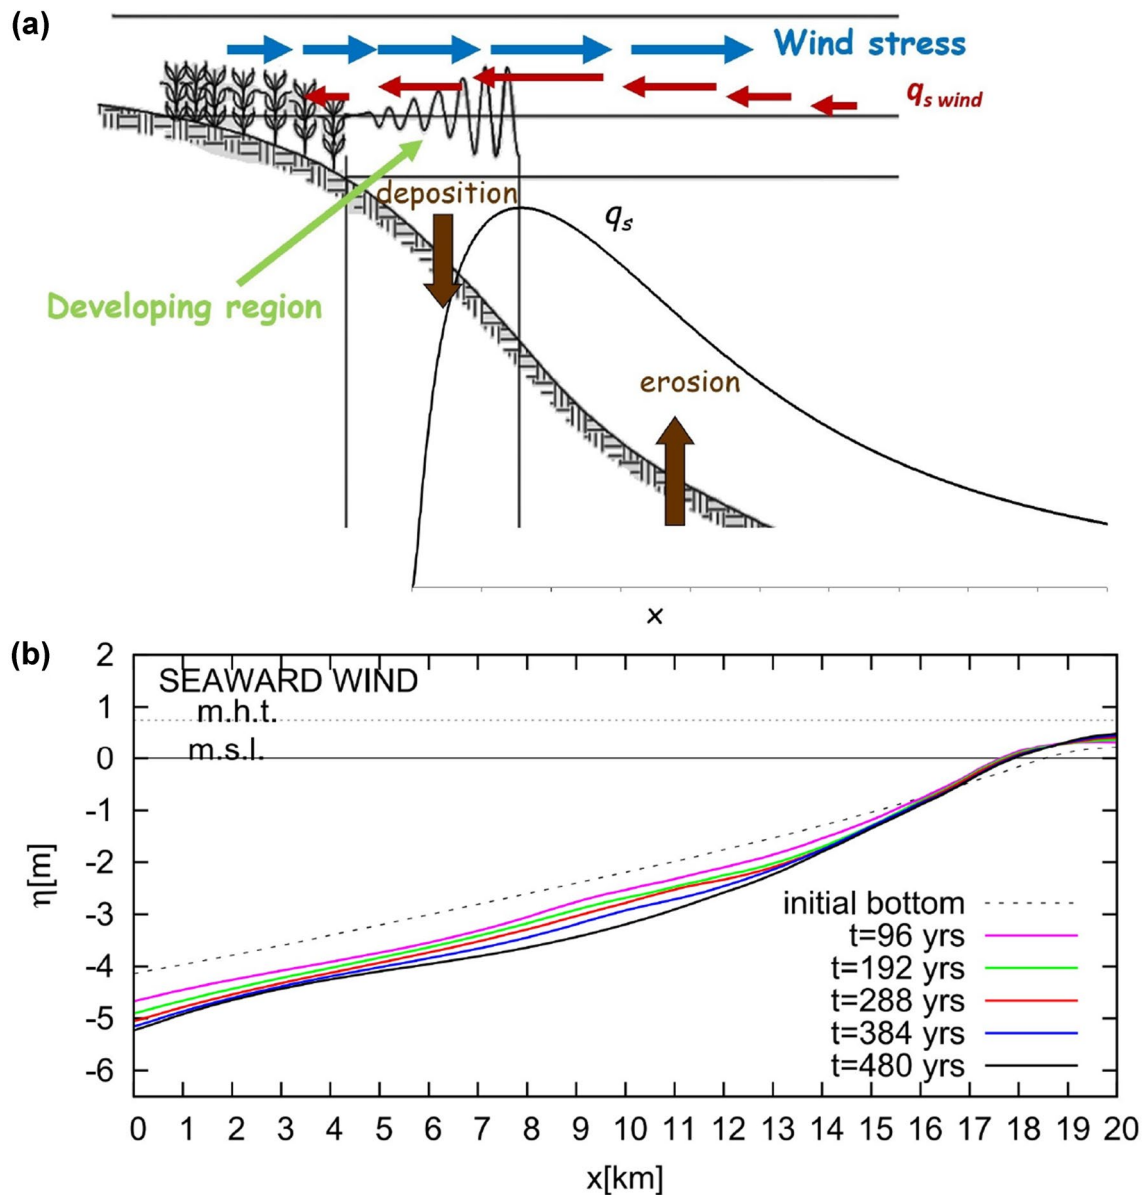 (a)
Wind stress
q_s wind
deposition
q_s
Developing region
erosion
x
(b)
2
1
0
-1
-2
-3
-4
-5
-6
η[m]
SEAWARD WIND
m.h.t.
m.s.l.
initial bottom
t=96 yrs
t=192 yrs
t=288 yrs
t=384 yrs
t=480 yrs
0 1 2 3 4 5 6 7 8 9 10 11 12 13 14 15 16 17 18 19 20
x[km]